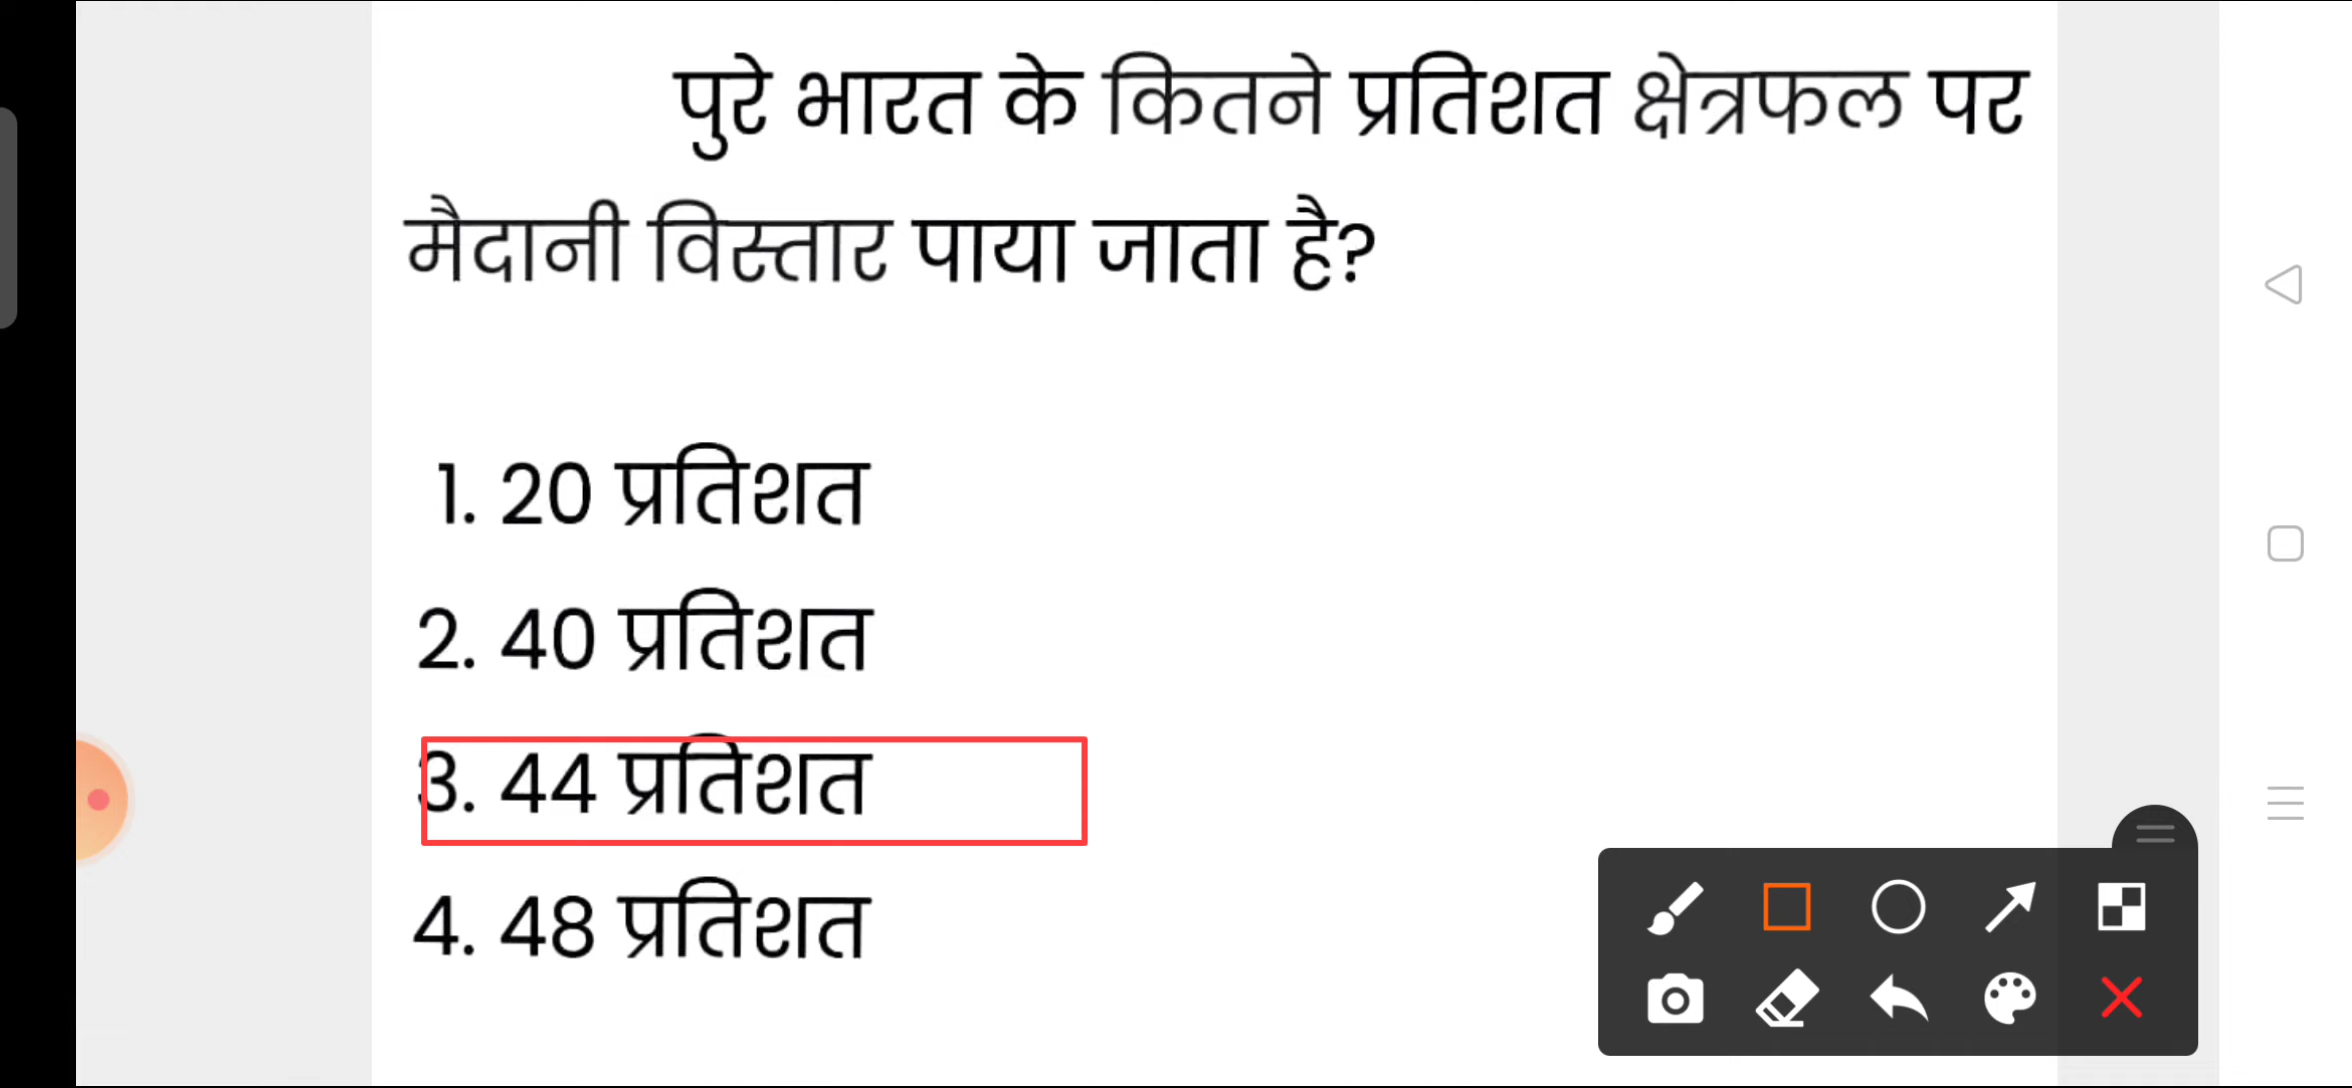 पुरे भारत के कितने प्रतिशत क्षेत्रफल पर
मैदानी विस्तार पाया जाता है?
1. 20 प्रतिशत
2. 40 प्रतिशत
3. 44 प्रतिशत
4. 48 प्रतिशत